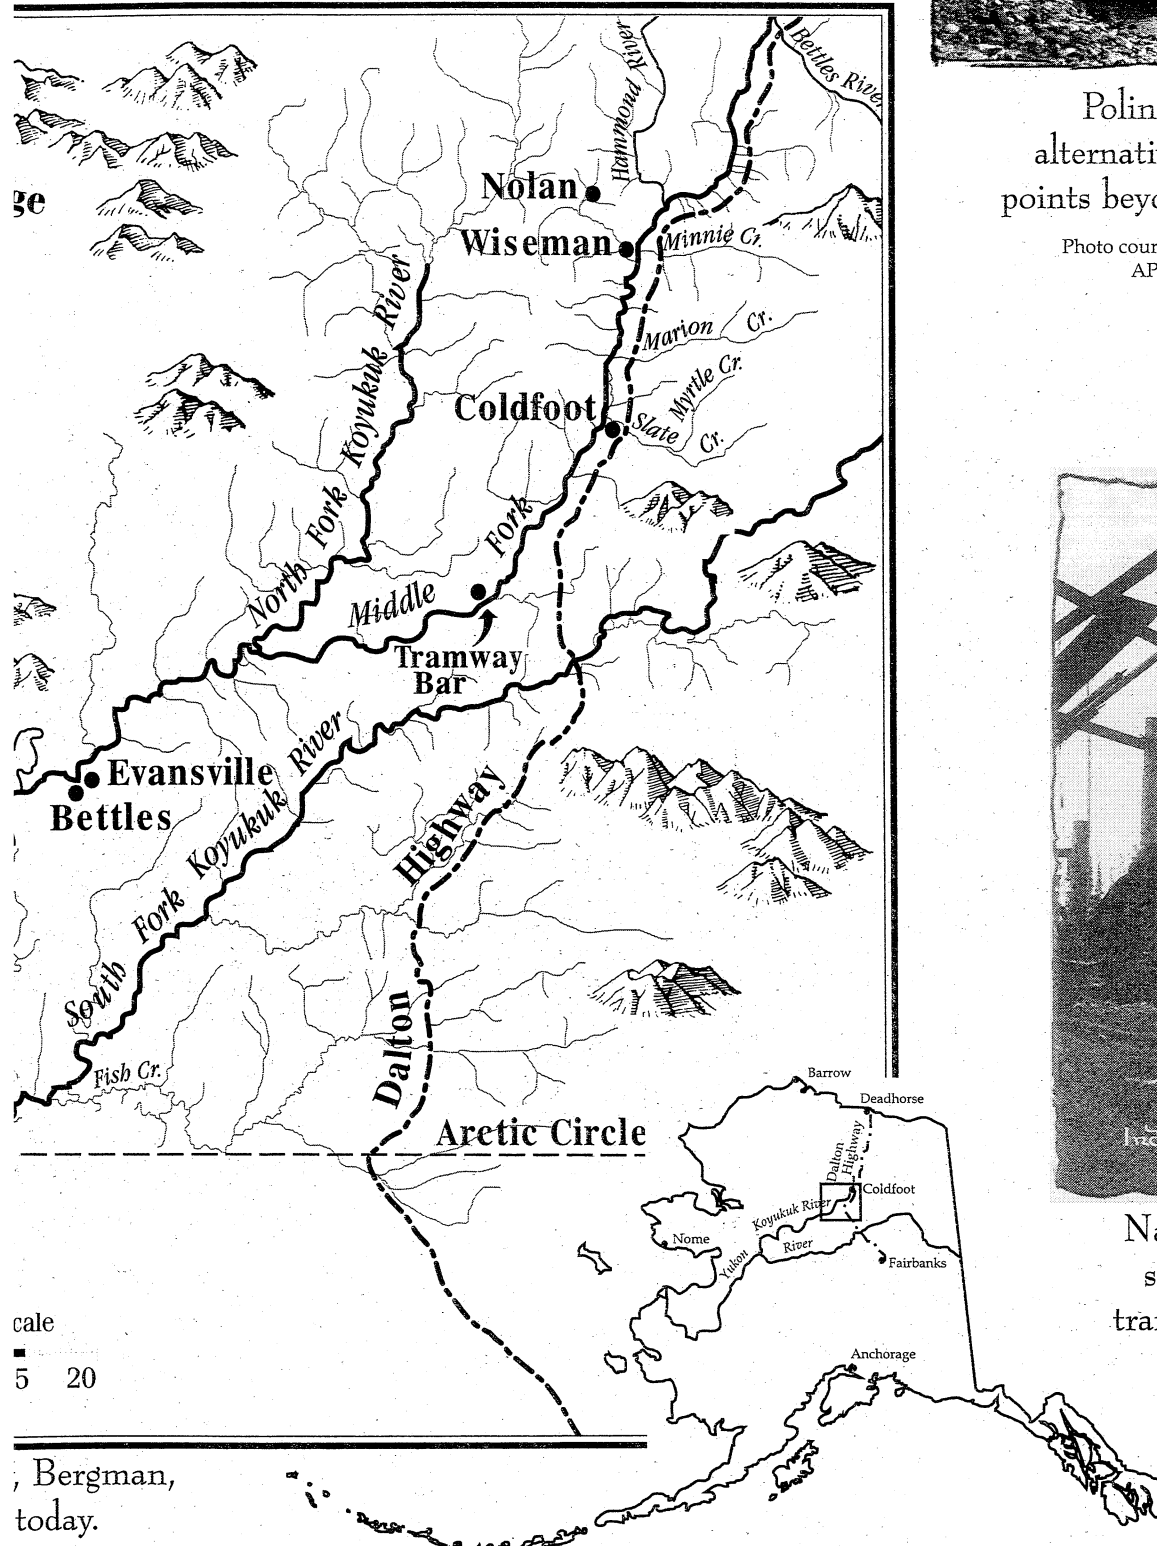 Bettles River
Hammond River
Nolan
Wiseman
Minnie Cr.
ge
North Fork Koyukuk River
Marion Cr.
Myrtle Cr.
Coldfoot
Slate Cr.
Middle Fork
Tramway
Bar
Evansville
Bettles
South Fork Koyukuk River
Dalton Highway
Fish Cr.
Arctic Circle
cale
5 20
, Bergman,
today.
Barrow
Deadhorse
Dalton
Highway
Coldfoot
Koyukuk River
Nome
Yukon River
Fairbanks
Anchorage
Polin
alternati
points beyo
Photo cour
AP
Na
s
tra